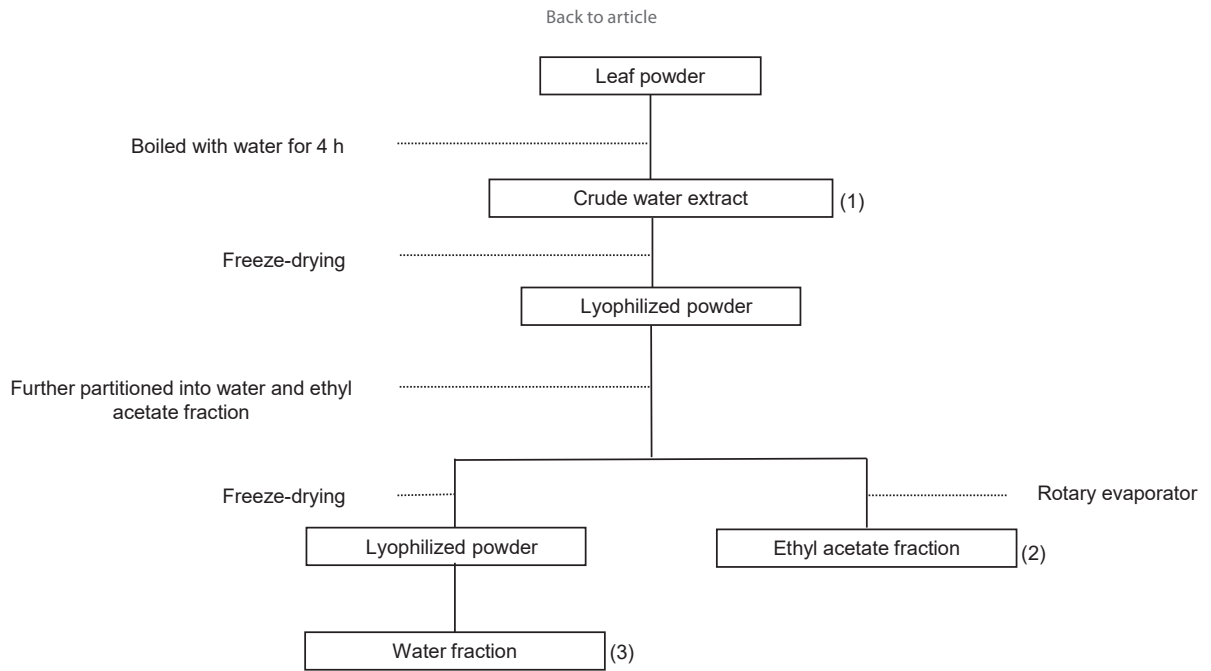 Back to article
Leaf powder
Boiled with water for 4 h
Crude water extract
(1)
Freeze-drying
Lyophilized powder
Further partitioned into water and ethyl
acetate fraction
Freeze-drying
Rotary evaporator
Lyophilized powder
Ethyl acetate fraction
(2)
Water fraction
(3)